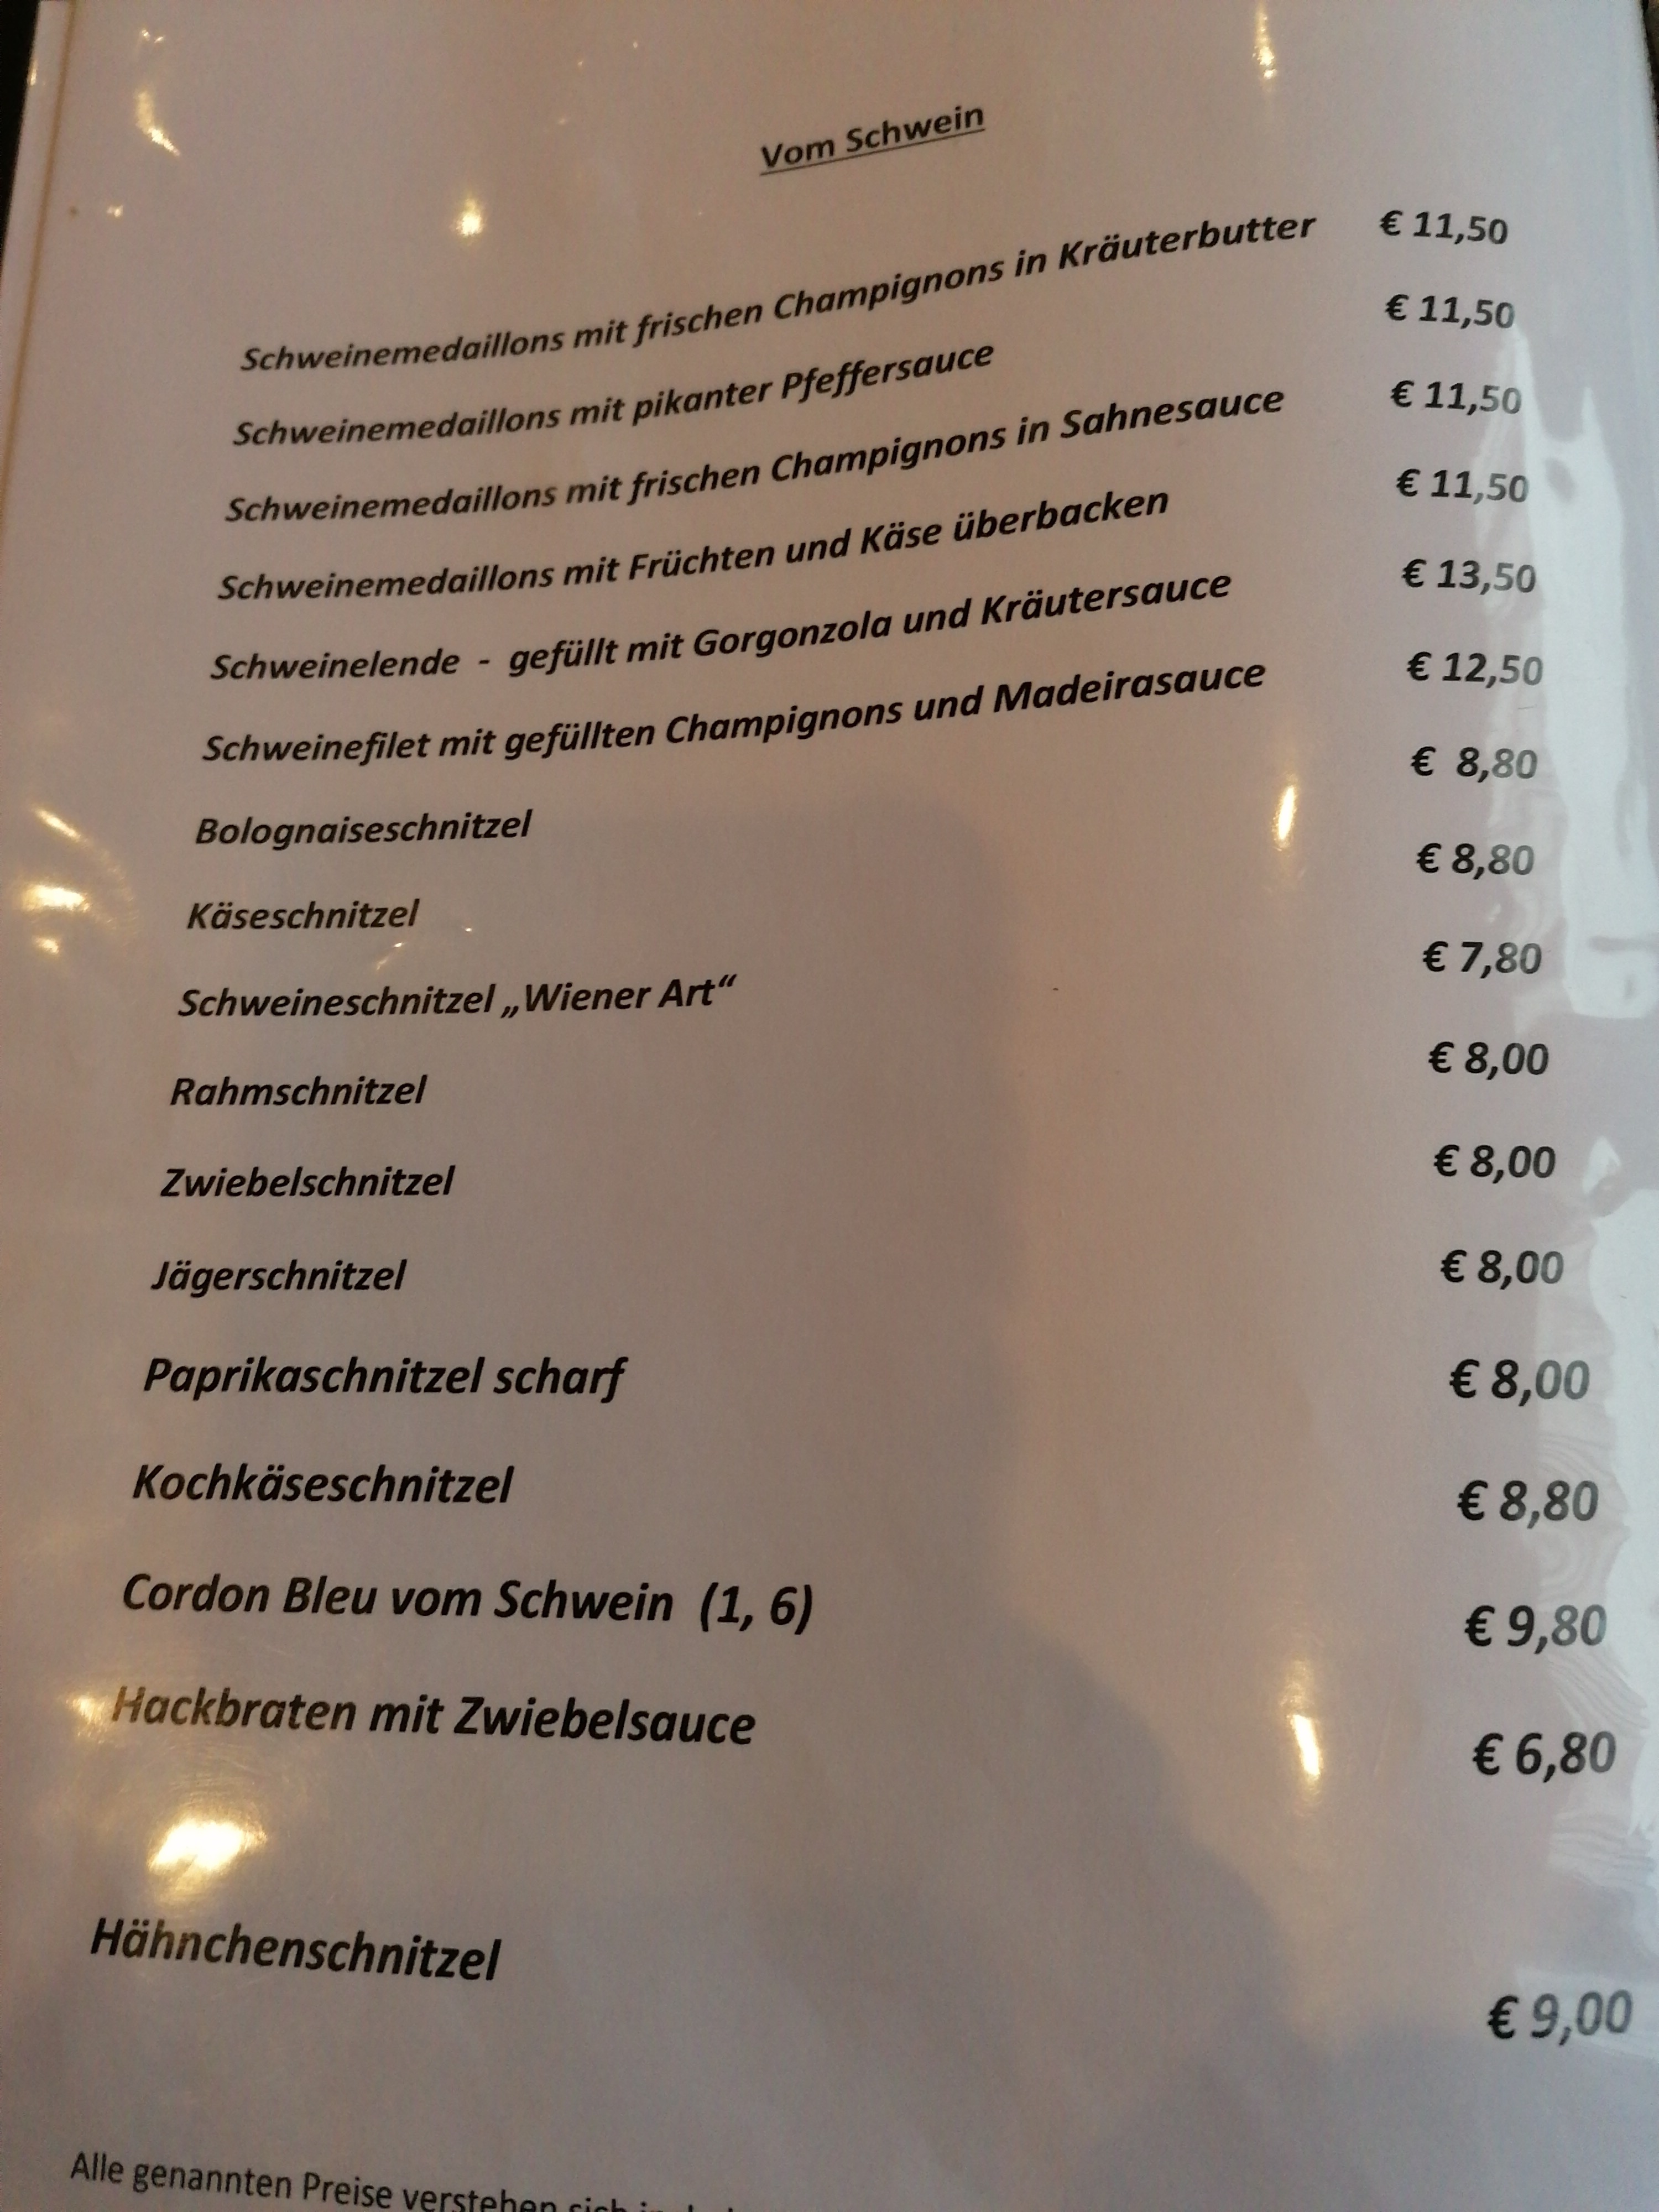 Vom Schwein
Schweinemedaillons mit frischen Champignons in Kräuterbutter € 11,50
Schweinemedaillons mit pikanter Pfeffersauce € 11,50
Schweinemedaillons mit frischen Champignons in Sahnesauce € 11,50
Schweinemedaillons mit Früchten und Käse überbacken € 11,50
Schweinelende - gefüllt mit Gorgonzola und Kräutersauce € 13,50
Schweinefilet mit gefüllten Champignons und Madeirasauce € 12,50
Bolognaiseschnitzel € 8,80
Käseschnitzel € 8,80
Schweineschnitzel „Wiener Art“ € 7,80
Rahmschnitzel € 8,00
Zwiebelschnitzel € 8,00
Jägerschnitzel € 8,00
Paprikaschnitzel scharf € 8,00
Kochkäseschnitzel € 8,80
Cordon Bleu vom Schwein (1, 6) € 9,80
Hackbraten mit Zwiebelsauce € 6,80
Hähnchenschnitzel € 9,00
Alle genannten Preise verstehen sich